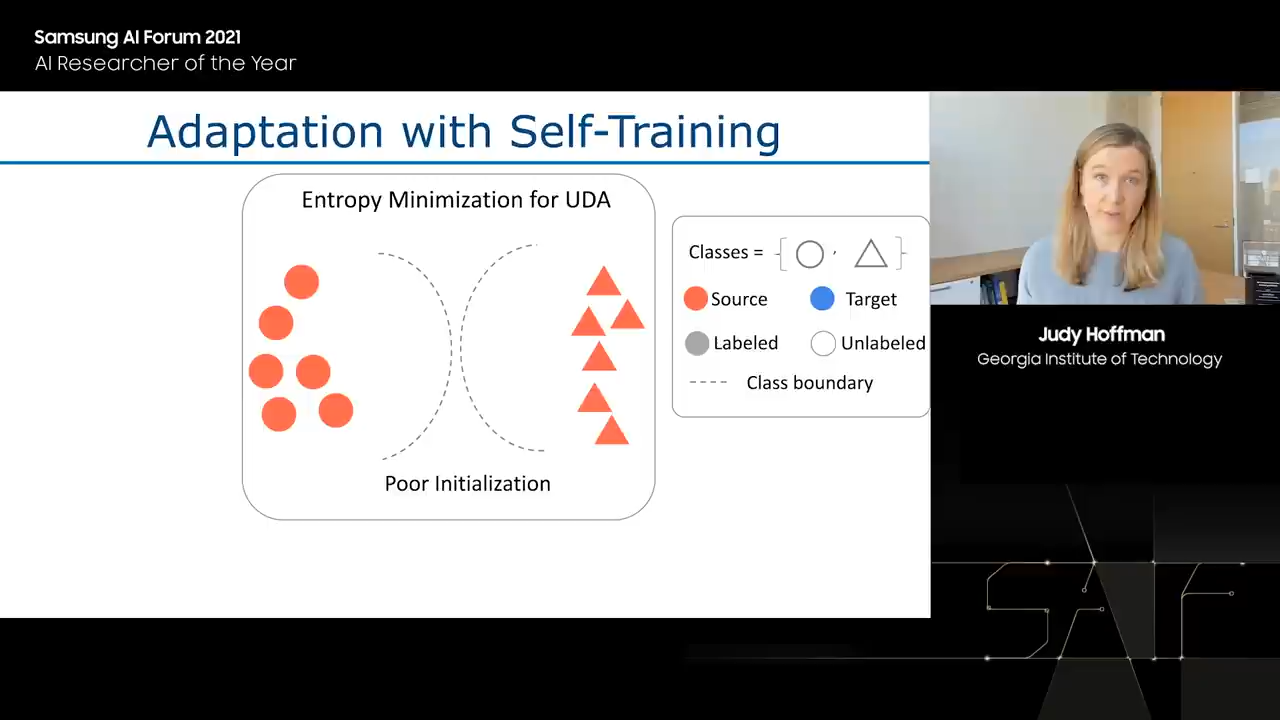 Samsung AI Forum 2021
AI Researcher of the Year
Adaptation with Self-Training
Entropy Minimization for UDA
Poor Initialization
Classes = { , }
Source
Target
Labeled
Unlabeled
Class boundary
Judy Hoffman
Georgia Institute of Technology